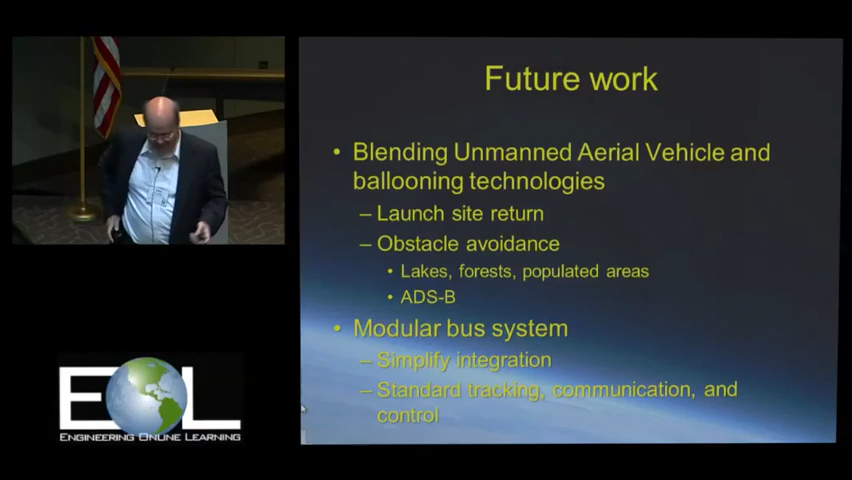 Future work
• Blending Unmanned Aerial Vehicle and
ballooning technologies
– Launch site return
– Obstacle avoidance
• Lakes, forests, populated areas
• ADS-B
• Modular bus system
– Simplify integration
– Standard tracking, communication, and
control
EOL
ENGINEERING ONLINE LEARNING